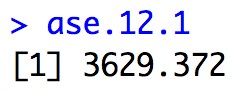 > ase.12.1
[1] 3629.372